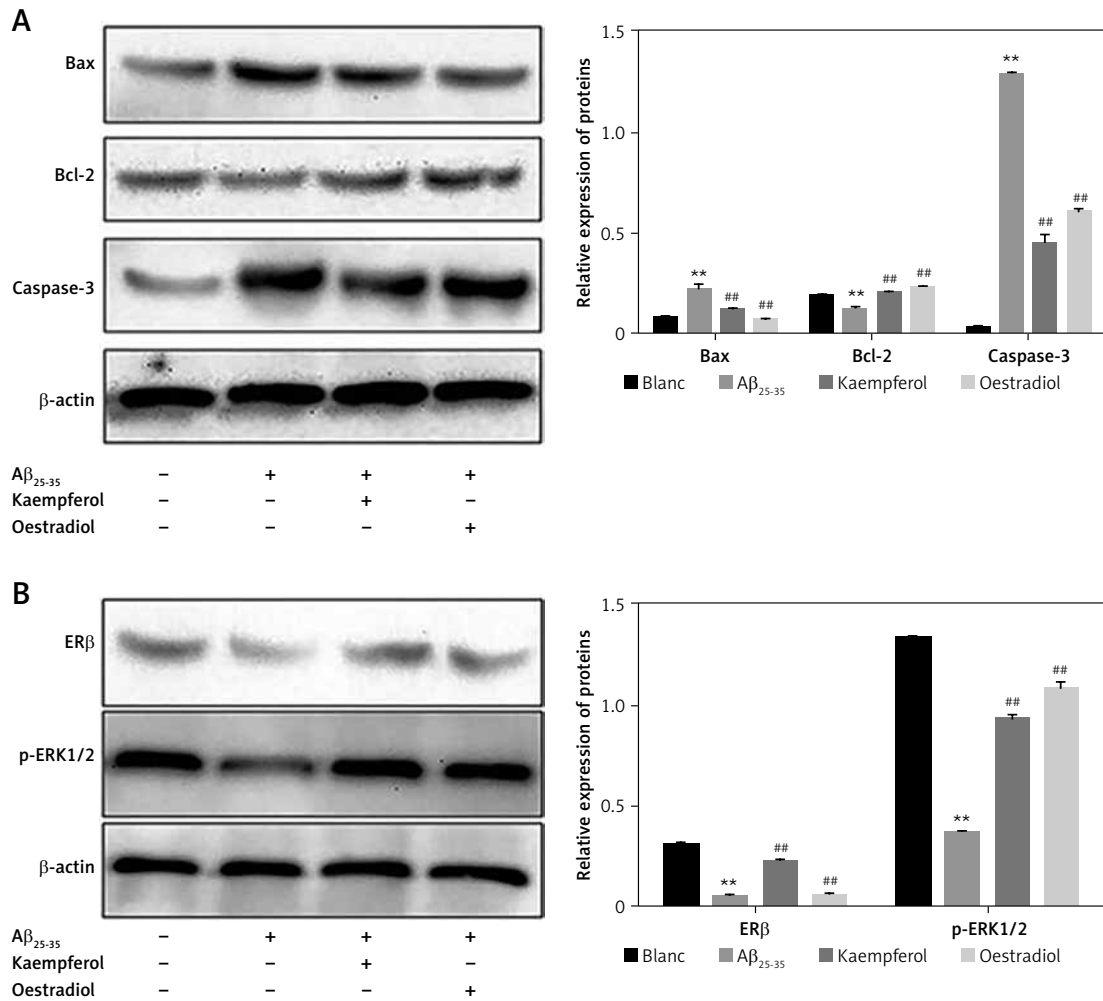 A
Bax
Bcl-2
Caspase-3
β-actin
Aβ25-35 – + + +
Kaempferol – – + –
Oestradiol – – – +
Relative expression of proteins
1.5
1.0
0.5
0
**
##
##
**
##
##
**
##
##
Bax Bcl-2 Caspase-3
Blanc Aβ25-35 Kaempferol Oestradiol
B
ERβ
p-ERK1/2
β-actin
Aβ25-35 – + + +
Kaempferol – – + –
Oestradiol – – – +
Relative expression of proteins
1.5
1.0
0.5
0
**
##
##
**
##
##
ERβ p-ERK1/2
Blanc Aβ25-35 Kaempferol Oestradiol